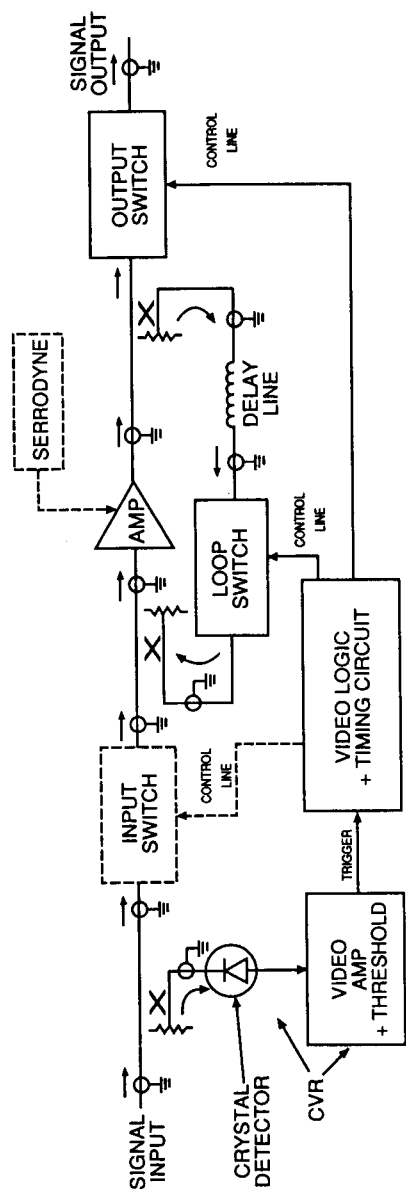 SIGNAL
INPUT
X
CRYSTAL
DETECTOR
CVR
VIDEO
AMP
+ THRESHOLD
TRIGGER
INPUT
SWITCH
CONTROL
LINE
VIDEO LOGIC
+ TIMING CIRCUIT
X
LOOP
SWITCH
CONTROL
LINE
SERRODYNE
AMP
DELAY
LINE
X
OUTPUT
SWITCH
CONTROL
LINE
SIGNAL
OUTPUT